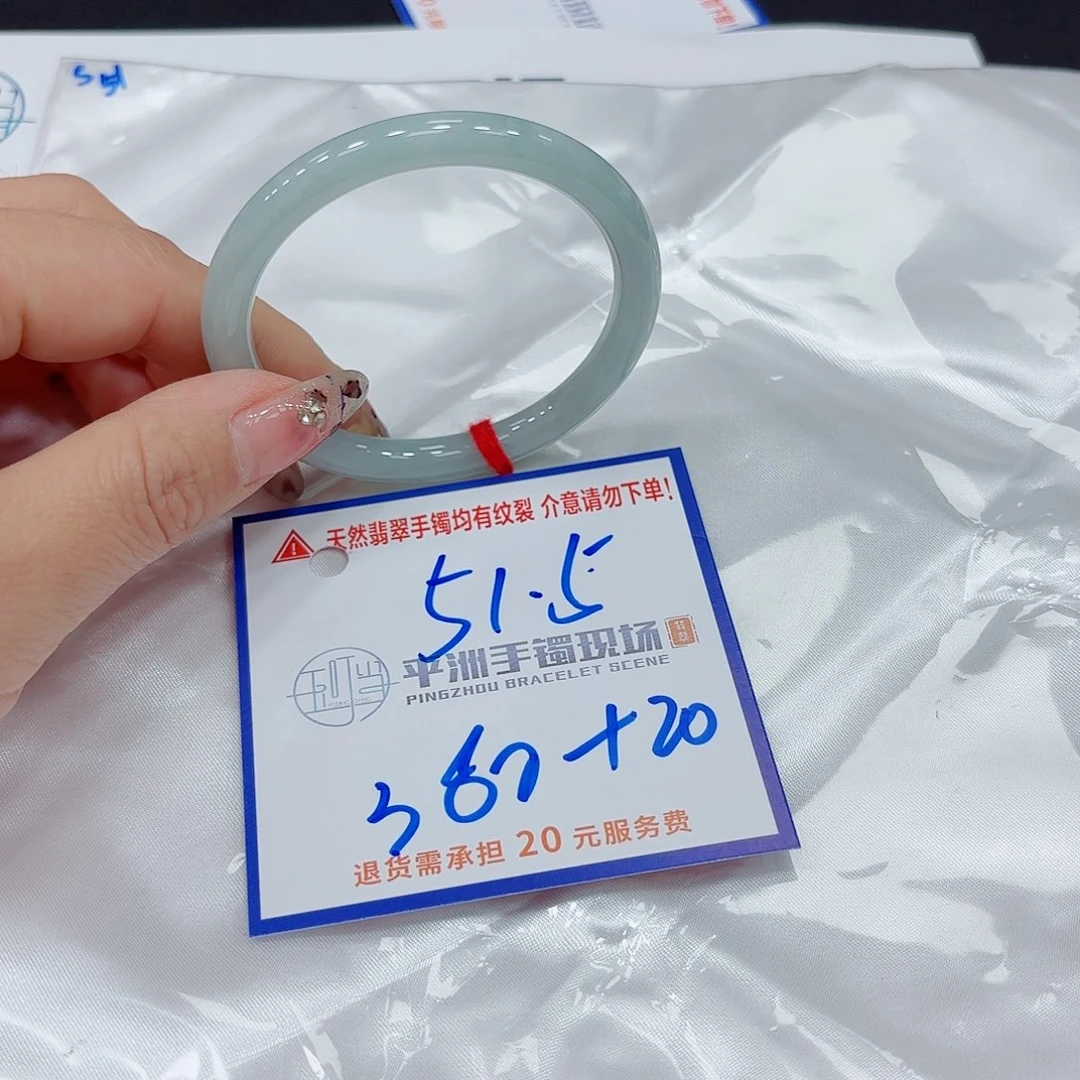 天然翡翠手镯均有纹裂 介意请勿下单!
51.5
平洲手镯现场
翡翠
PINGZHOU BRACELET SCENE
+20
退货需承担 20 元服务费